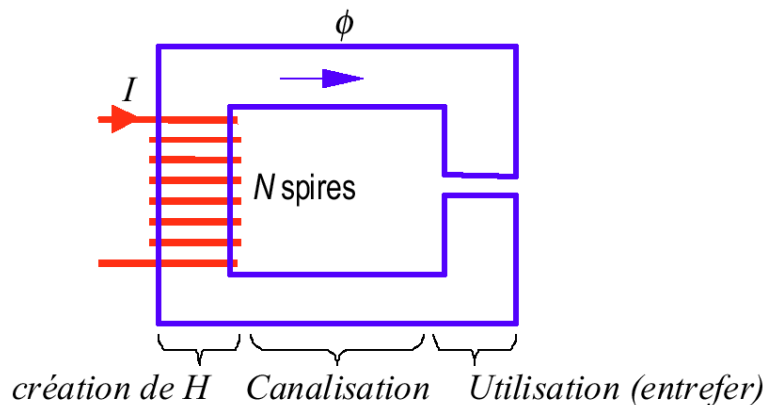 ϕ
I
N spires
création de H Canalisation Utilisation (entrefer)